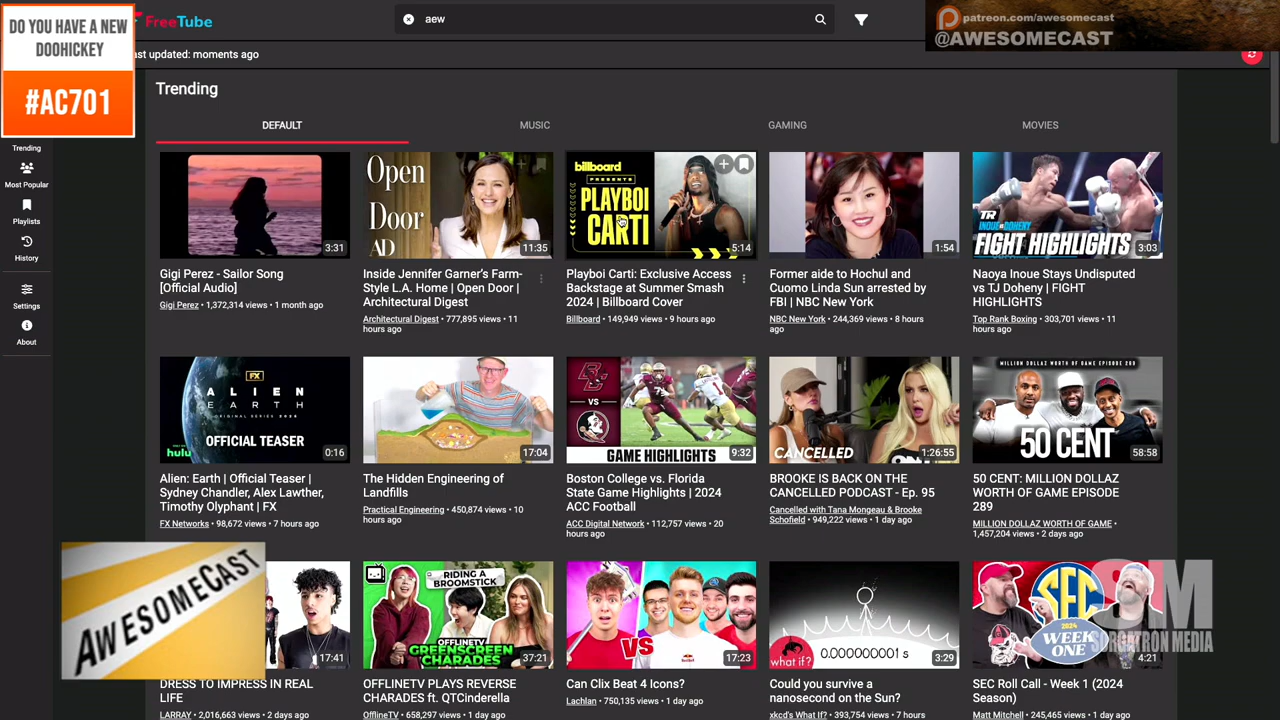 DO YOU HAVE A NEW
DOOHICKEY
#AC701
FreeTube
aew
patreon.com/awesomecast
@AWESOMECAST
ast updated: moments ago
Trending
DEFAULT
MUSIC
GAMING
MOVIES
Trending
Most Popular
Playlists
History
Settings
About
3:31
Open
Door
AD
11:35
billboard
PRESENTS
PLAYBOI
CARTI
5:14
1:54
TR
INOUE vs DOHENY
FIGHT HIGHLIGHTS
3:03
Gigi Perez - Sailor Song
[Official Audio]
Gigi Perez • 1,372,314 views • 1 month ago
Inside Jennifer Garner's Farm-
Style L.A. Home | Open Door |
Architectural Digest
Architectural Digest • 777,895 views • 11
hours ago
Playboi Carti: Exclusive Access
Backstage at Summer Smash
2024 | Billboard Cover
Billboard • 149,949 views • 9 hours ago
Former aide to Hochul and
Cuomo Linda Sun arrested by
FBI | NBC New York
NBC New York • 244,369 views • 8 hours
ago
Naoya Inoue Stays Undisputed
vs TJ Doheny | FIGHT
HIGHLIGHTS
Top Rank Boxing • 303,701 views • 11
hours ago
FX
ALIEN
EARTH
OFFICIAL TEASER
hulu
0:16
17:04
BC
VS
GAME HIGHLIGHTS
9:32
CANCELLED
1:26:55
MILLION DOLLAZ WORTH OF GAME EPISODE 289
50 CENT
58:58
Alien: Earth | Official Teaser |
Sydney Chandler, Alex Lawther,
Timothy Olyphant | FX
FX Networks • 98,672 views • 7 hours ago
The Hidden Engineering of
Landfills
Practical Engineering • 450,874 views • 10
hours ago
Boston College vs. Florida
State Game Highlights | 2024
ACC Football
ACC Digital Network • 112,757 views • 20
hours ago
BROOKE IS BACK ON THE
CANCELLED PODCAST - Ep. 95
Cancelled with Tana Mongeau & Brooke
Schofield • 949,222 views • 1 day ago
50 CENT: MILLION DOLLAZ
WORTH OF GAME EPISODE
289
MILLION DOLLAZ WORTH OF GAME •
1,457,204 views • 2 days ago
AWESOMECAST
17:41
RIDING A
BROOMSTICK
OFFLINETV
GREENSCREEN
CHARADES
37:21
VS
17:23
what if?
0.000000001 s
3:29
SEC
2024
WEEK
ONE
4:21
SM
SORGATRON MEDIA
DRESS TO IMPRESS IN REAL
LIFE
LARRAY • 2,016,663 views • 2 days ago
OFFLINETV PLAYS REVERSE
CHARADES ft. QTCinderella
OfflineTV • 658,297 views • 1 day ago
Can Clix Beat 4 Icons?
Lachlan • 750,135 views • 1 day ago
Could you survive a
nanosecond on the Sun?
xkcd's What If? • 393,754 views • 7 hours
SEC Roll Call - Week 1 (2024
Season)
Matt Mitchell • 245,465 views • 1 day ago